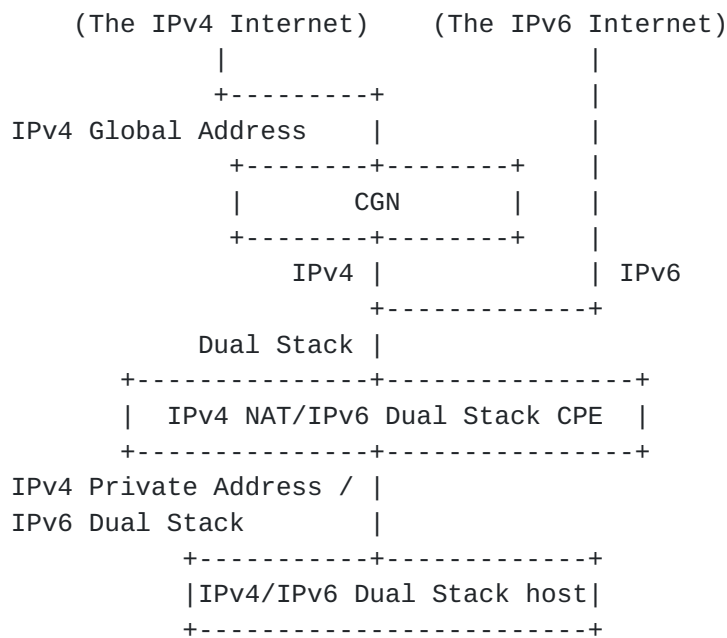 (The IPv4 Internet) (The IPv6 Internet)
IPv4 Global Address
CGN
IPv4 IPv6
Dual Stack
IPv4 NAT/IPv6 Dual Stack CPE
IPv4 Private Address /
IPv6 Dual Stack
IPv4/IPv6 Dual Stack host